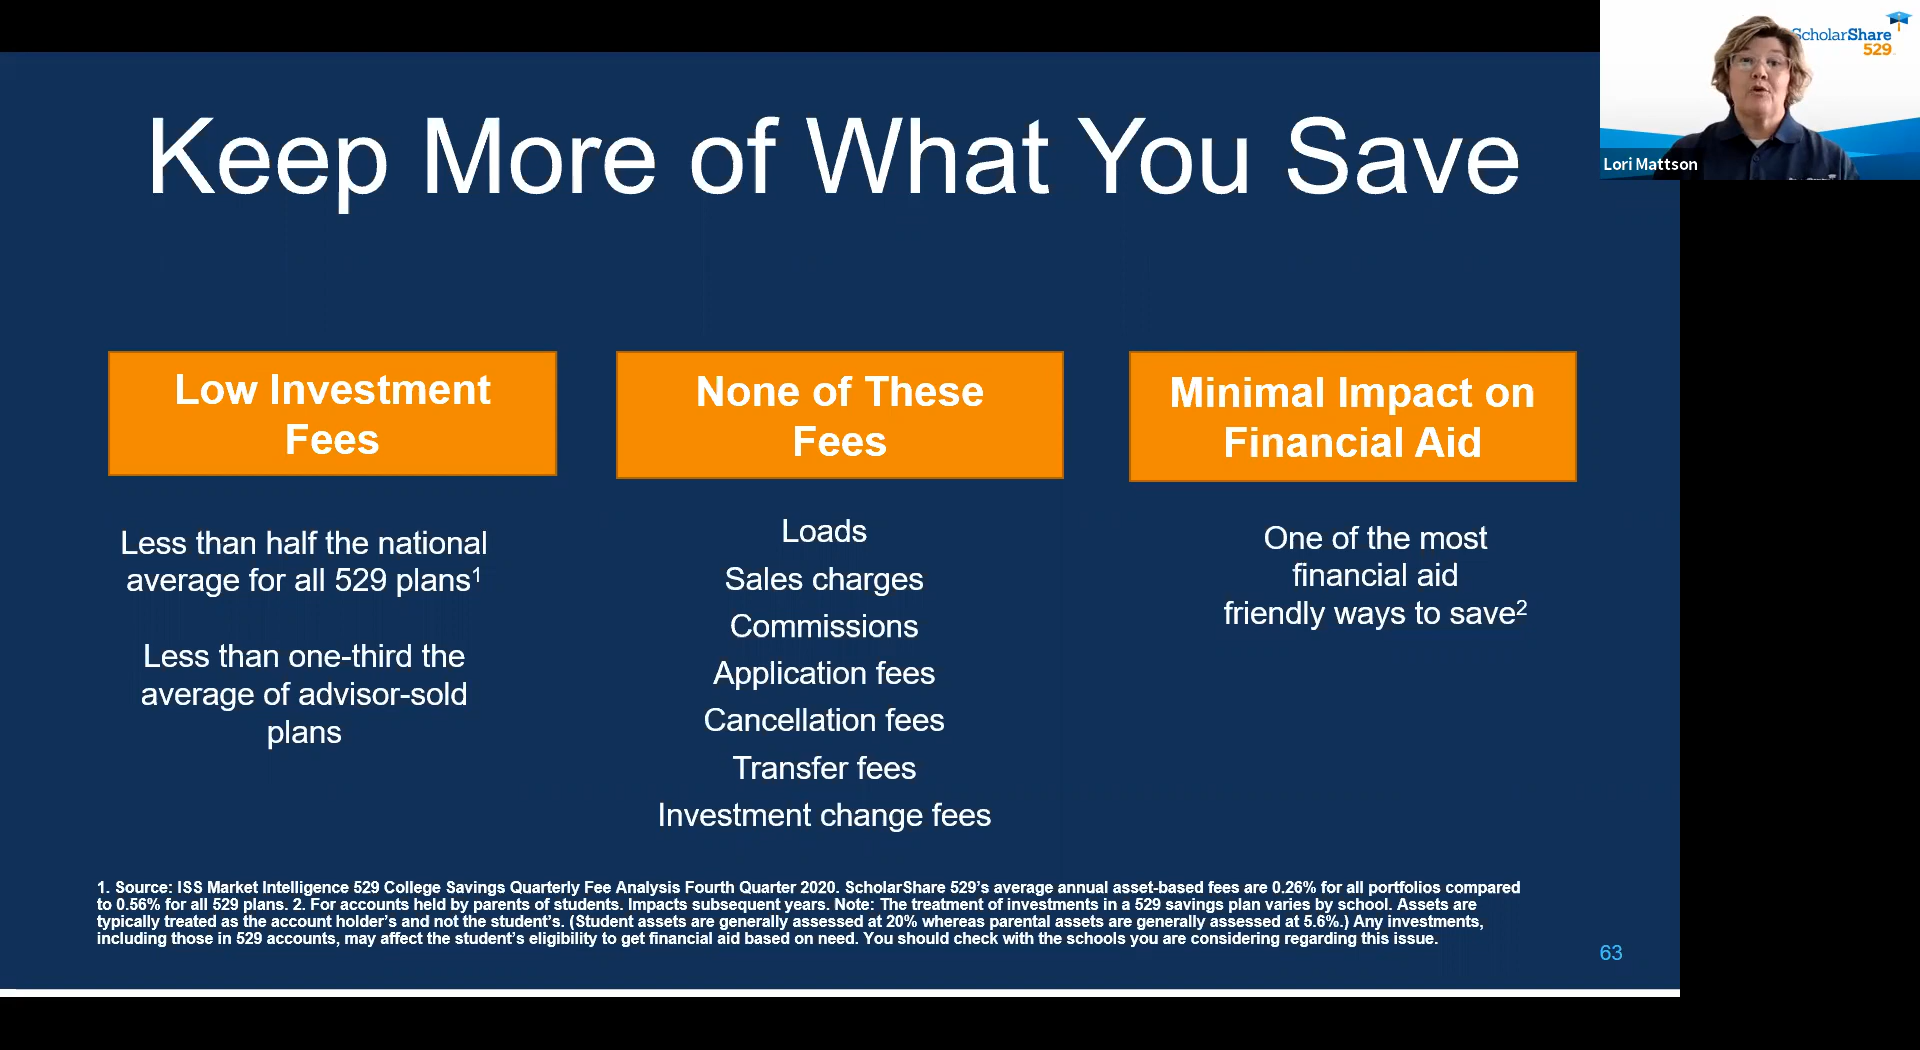 Keep More of What You Save
Low Investment
Fees
Less than half the national
average for all 529 plans¹
Less than one-third the
average of advisor-sold
plans
None of These
Fees
Loads
Sales charges
Commissions
Application fees
Cancellation fees
Transfer fees
Investment change fees
Minimal Impact on
Financial Aid
One of the most
financial aid
friendly ways to save²
1. Source: ISS Market Intelligence 529 College Savings Quarterly Fee Analysis Fourth Quarter 2020. ScholarShare 529’s average annual asset-based fees are 0.26% for all portfolios compared
to 0.56% for all 529 plans. 2. For accounts held by parents of students. Impacts subsequent years. Note: The treatment of investments in a 529 savings plan varies by school. Assets are
typically treated as the account holder’s and not the student’s. (Student assets are generally assessed at 20% whereas parental assets are generally assessed at 5.6%.) Any investments,
including those in 529 accounts, may affect the student’s eligibility to get financial aid based on need. You should check with the schools you are considering regarding this issue.
63
ScholarShare
529
Lori Mattson